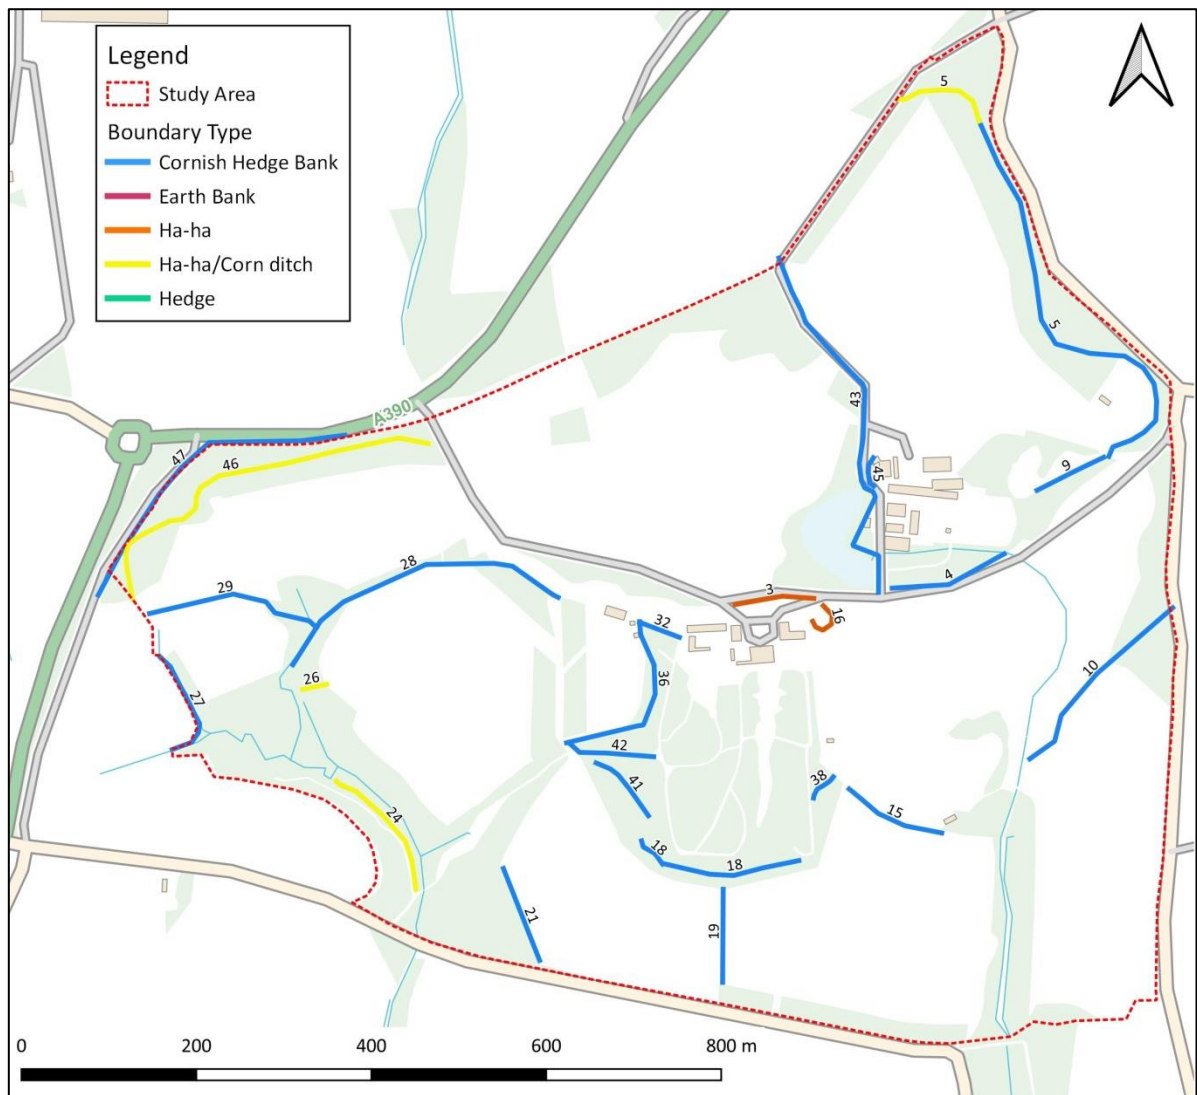 Legend
Study Area
Boundary Type
Cornish Hedge Bank
Earth Bank
Ha-ha
Ha-ha/Corn ditch
Hedge
5
5
A390
43
47
46
45
9
28
4
3
29
16
32
10
26
36
27
42
41
38
24
15
18
18
21
19
0 200 400 600 800 m